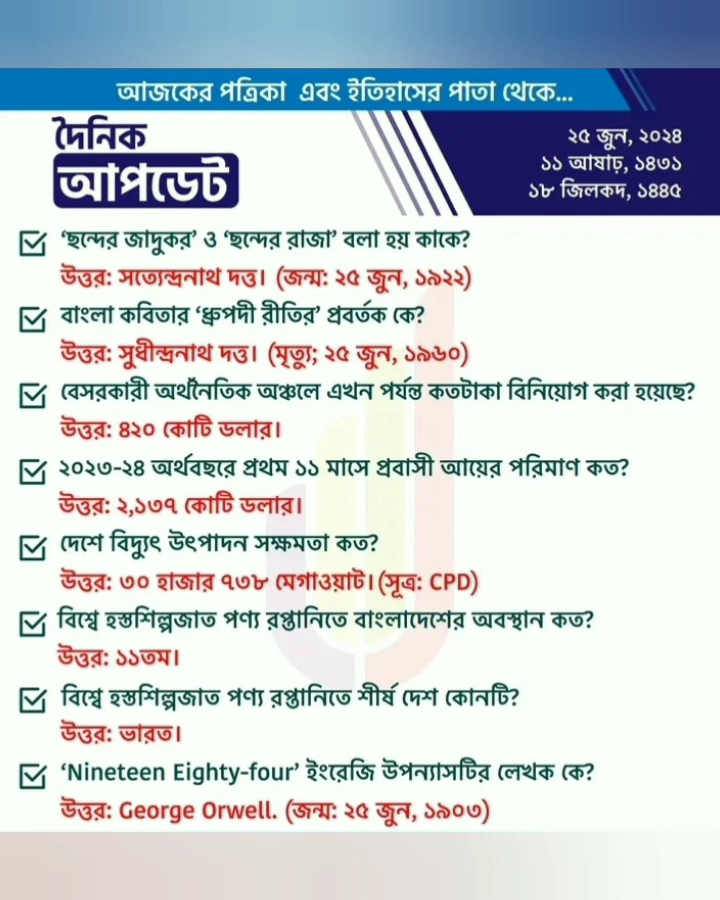 আজকের পত্রিকা এবং ইতিহাসের পাতা থেকে...
দৈনিক
আপডেট
২৫ জুন, ২০২৪
১১ আষাঢ়, ১৪৩১
১৮ জিলকদ, ১৪৪৫
‘ছন্দের জাদুকর’ ও ‘ছন্দের রাজা’ বলা হয় কাকে?
উত্তর: সত্যেন্দ্রনাথ দত্ত। (জন্ম: ২৫ জুন, ১৯২২)
বাংলা কবিতার ‘ধ্রুপদী রীতির’ প্রবর্তক কে?
উত্তর: সুধীন্দ্রনাথ দত্ত। (মৃত্যু; ২৫ জুন, ১৯৬০)
বেসরকারী অর্থনৈতিক অঞ্চলে এখন পর্যন্ত কতটাকা বিনিয়োগ করা হয়েছে?
উত্তর: ৪২০ কোটি ডলার।
২০২৩-২৪ অর্থবছরে প্রথম ১১ মাসে প্রবাসী আয়ের পরিমাণ কত?
উত্তর: ২,১৩৭ কোটি ডলার।
দেশে বিদ্যুৎ উৎপাদন সক্ষমতা কত?
উত্তর: ৩০ হাজার ৭৩৮ মেগাওয়াট। (সূত্র: CPD)
বিশ্বে হস্তশিল্পজাত পণ্য রপ্তানিতে বাংলাদেশের অবস্থান কত?
উত্তর: ১১তম।
বিশ্বে হস্তশিল্পজাত পণ্য রপ্তানিতে শীর্ষ দেশ কোনটি?
উত্তর: ভারত।
‘Nineteen Eighty-four’ ইংরেজি উপন্যাসটির লেখক কে?
উত্তর: George Orwell. (জন্ম: ২৫ জুন, ১৯০৩)